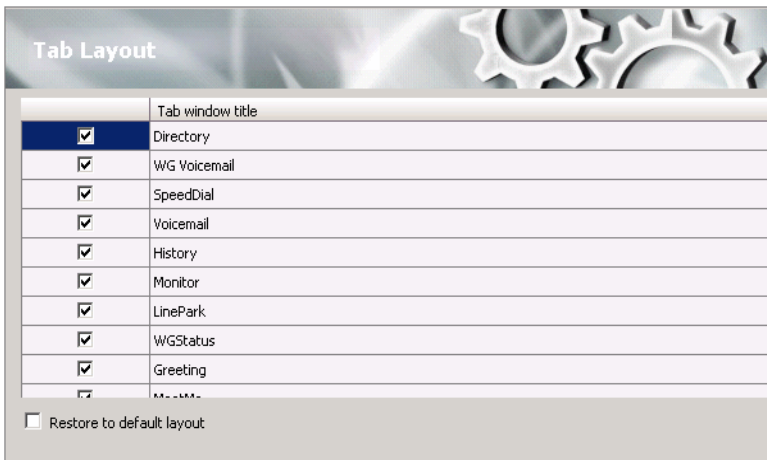 Tab Layout
Tab window title
Directory
WG Voicemail
SpeedDial
Voicemail
History
Monitor
LinePark
WGStatus
Greeting
Restore to default layout